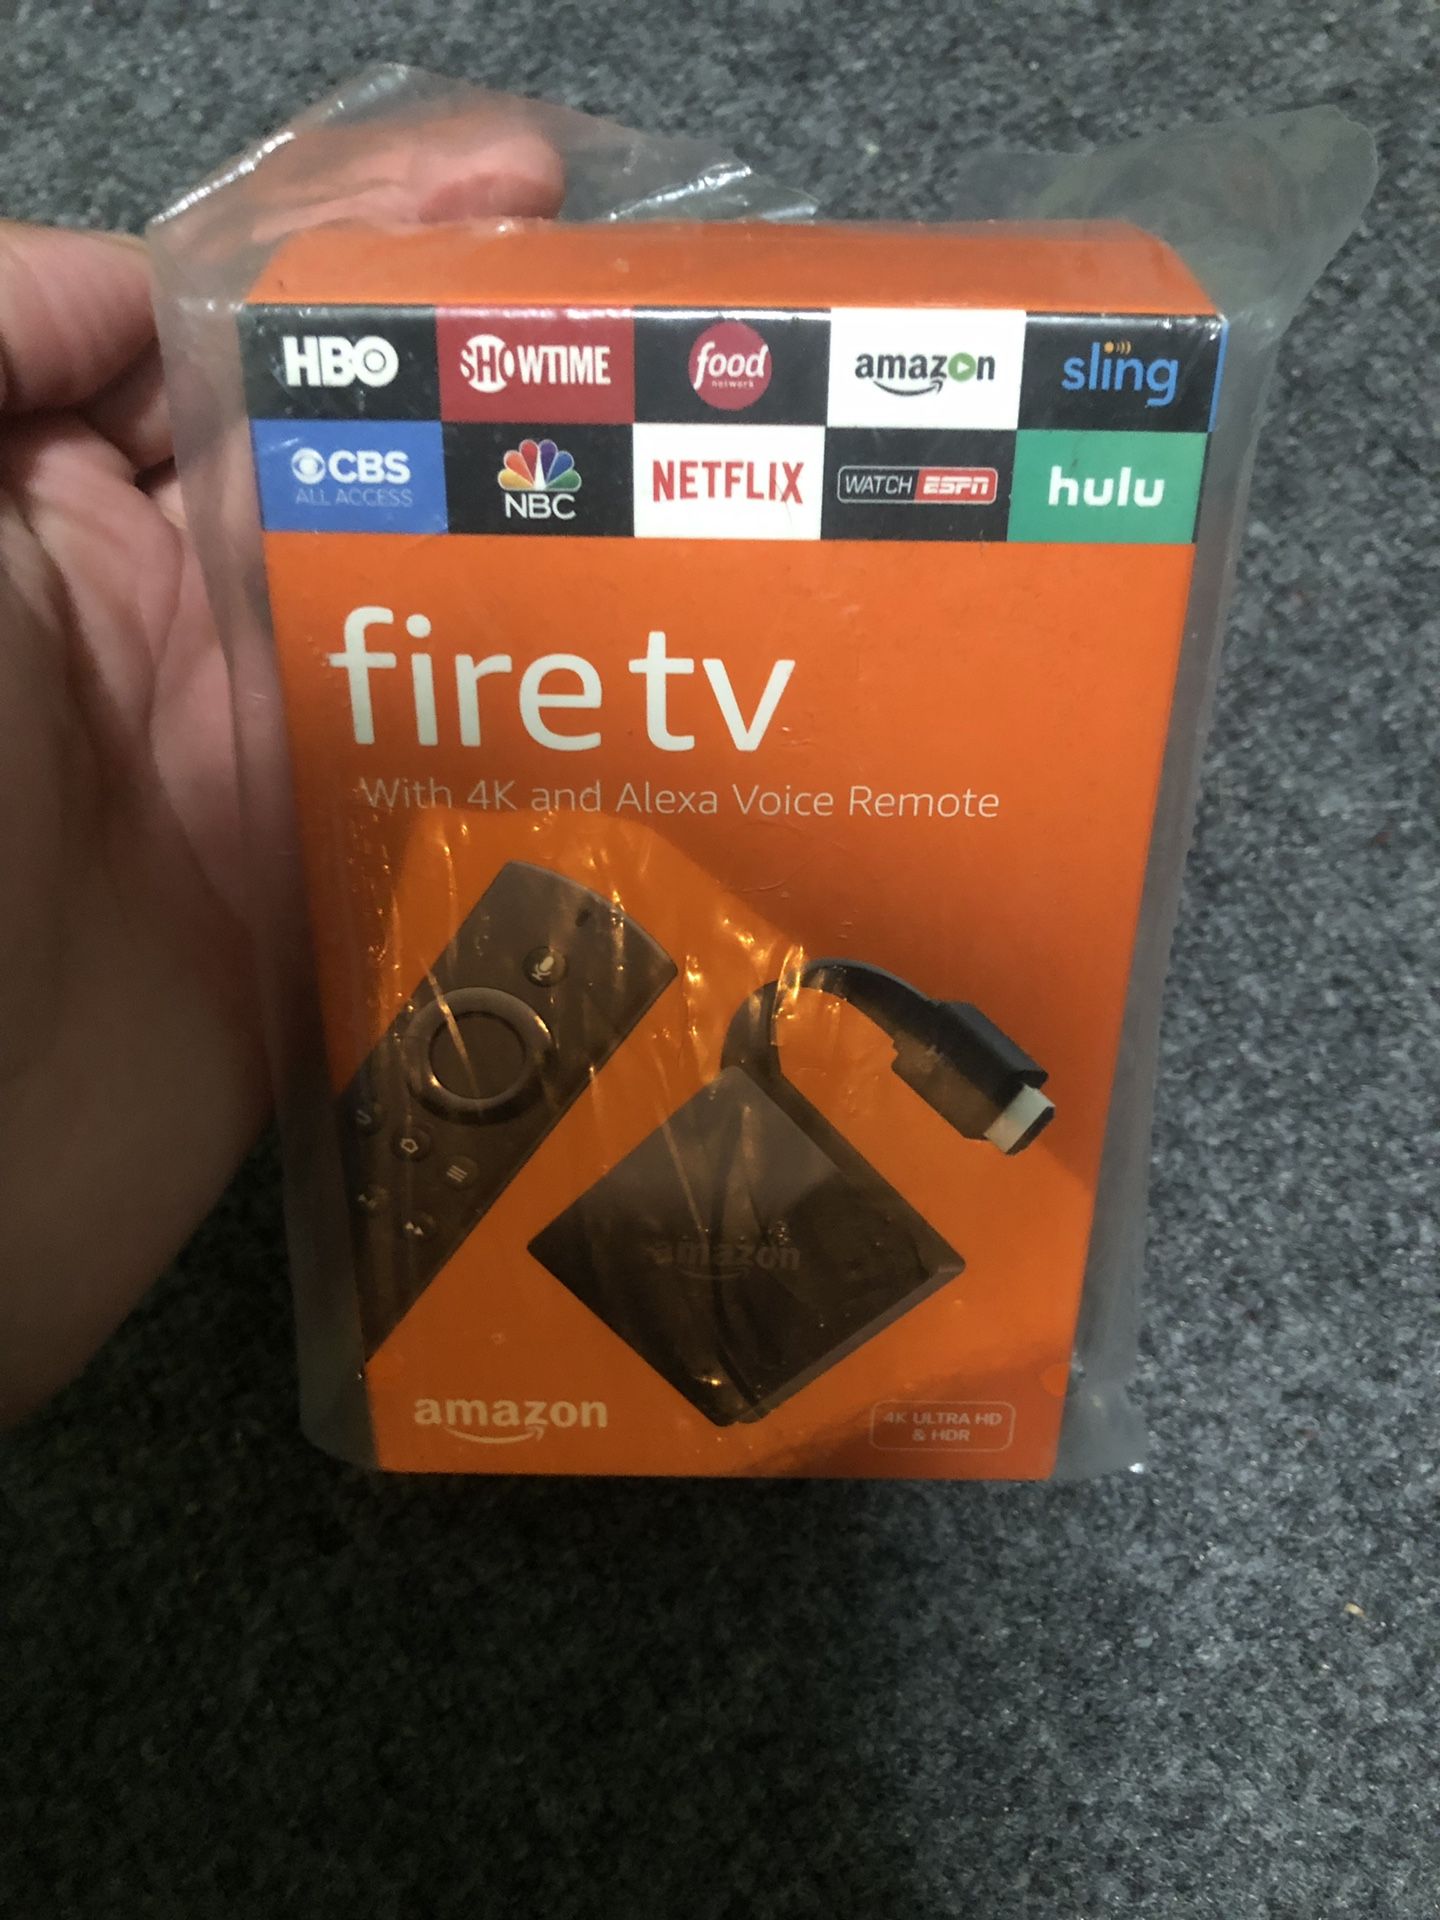 HBO SHOWTIME food network amazon sling
CBS ALL ACCESS NBC NETFLIX WATCH ESPN hulu
fire tv
With 4K and Alexa Voice Remote
amazon
amazon
4K ULTRA HD
& HDR